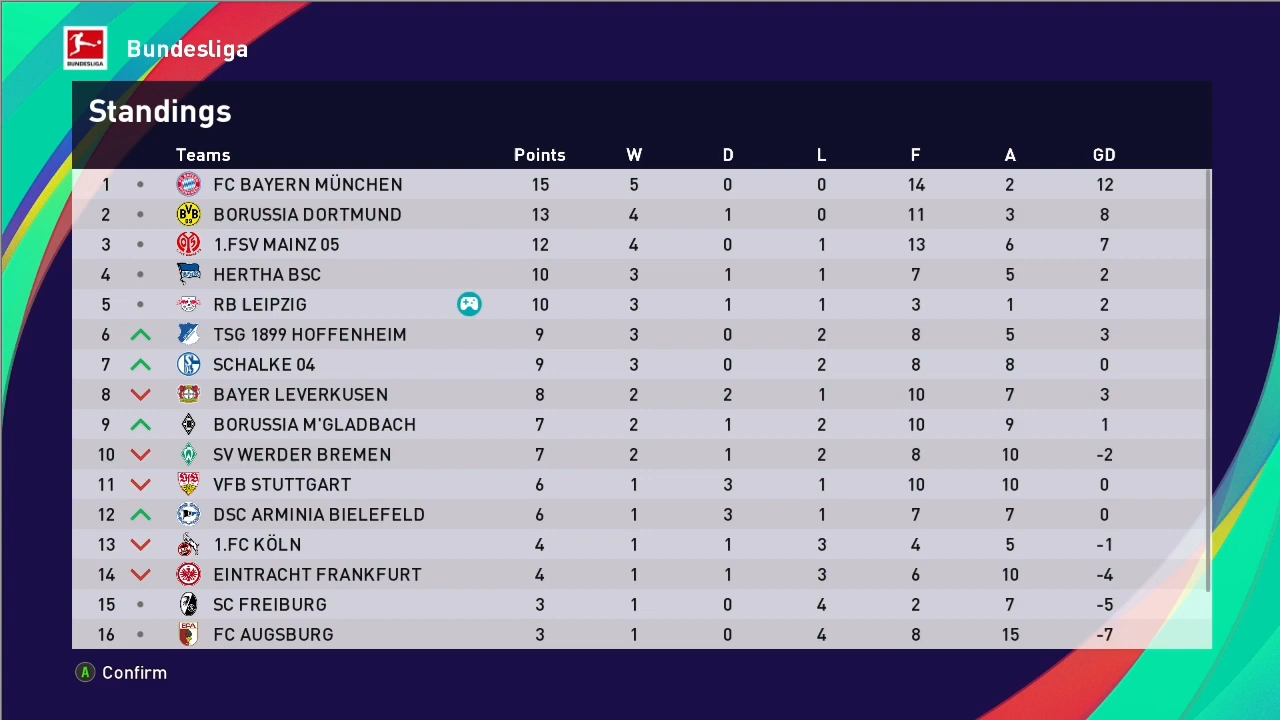 BUNDESLIGA
Bundesliga
Standings
Teams Points W D L F A GD
1 FC BAYERN MÜNCHEN 15 5 0 0 14 2 12
2 BVB 09 BORUSSIA DORTMUND 13 4 1 0 11 3 8
3 1.FSV MAINZ 05 12 4 0 1 13 6 7
4 HERTHA BSC 10 3 1 1 7 5 2
5 RB LEIPZIG 10 3 1 1 3 1 2
6 TSG 1899 HOFFENHEIM 9 3 0 2 8 5 3
7 SCHALKE 04 9 3 0 2 8 8 0
8 BAYER LEVERKUSEN 8 2 2 1 10 7 3
9 BORUSSIA M'GLADBACH 7 2 1 2 10 9 1
10 SV WERDER BREMEN 7 2 1 2 8 10 -2
11 VFB STUTTGART 6 1 3 1 10 10 0
12 DSC ARMINIA BIELEFELD 6 1 3 1 7 7 0
13 1.FC KÖLN 4 1 1 3 4 5 -1
14 EINTRACHT FRANKFURT 4 1 1 3 6 10 -4
15 SC FREIBURG 3 1 0 4 2 7 -5
16 FC AUGSBURG 3 1 0 4 8 15 -7
A Confirm